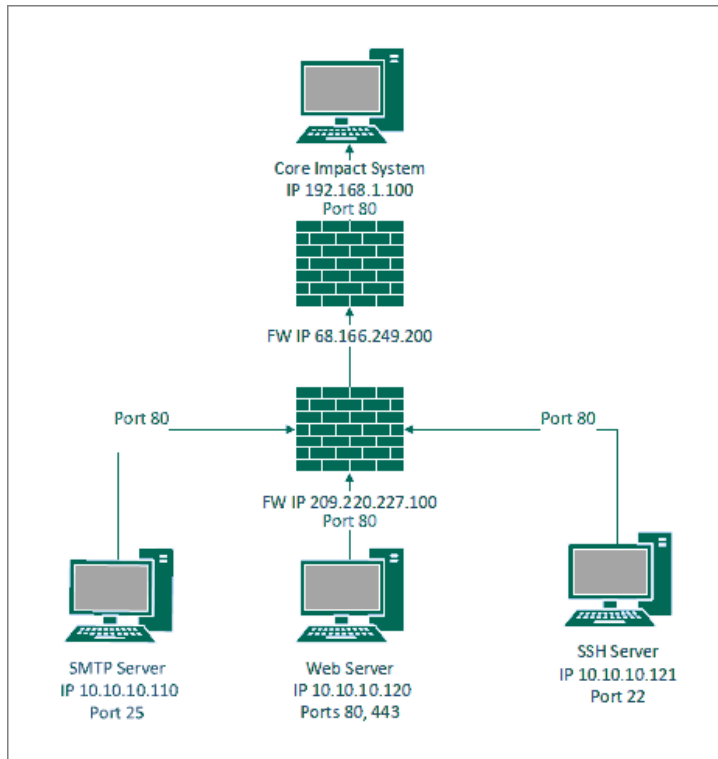 Core Impact System
IP 192.168.1.100
Port 80
FW IP 68.166.249.200
Port 80
Port 80
FW IP 209.220.227.100
Port 80
SMTP Server
IP 10.10.10.110
Port 25
Web Server
IP 10.10.10.120
Ports 80, 443
SSH Server
IP 10.10.10.121
Port 22